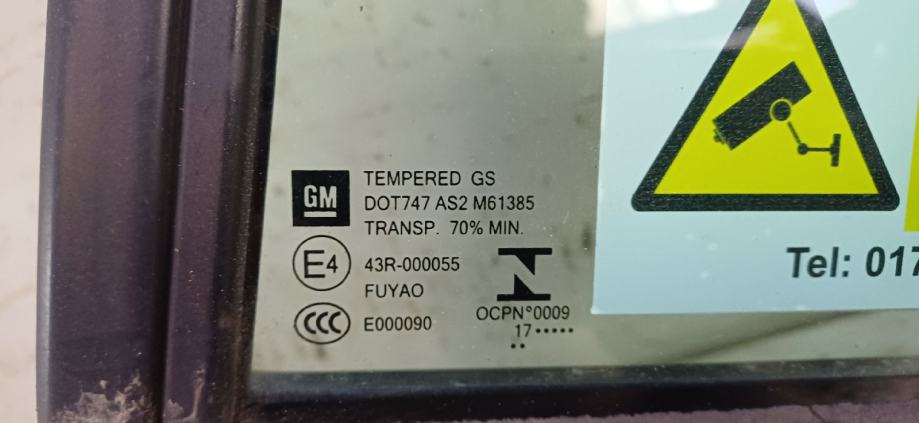 GM
TEMPERED GS
DOT747 AS2 M61385
TRANSP. 70% MIN.
E4
43R-000055
FUYAO
CCC
E000090
N
OCPN°0009
17•••••
••
Tel: 017